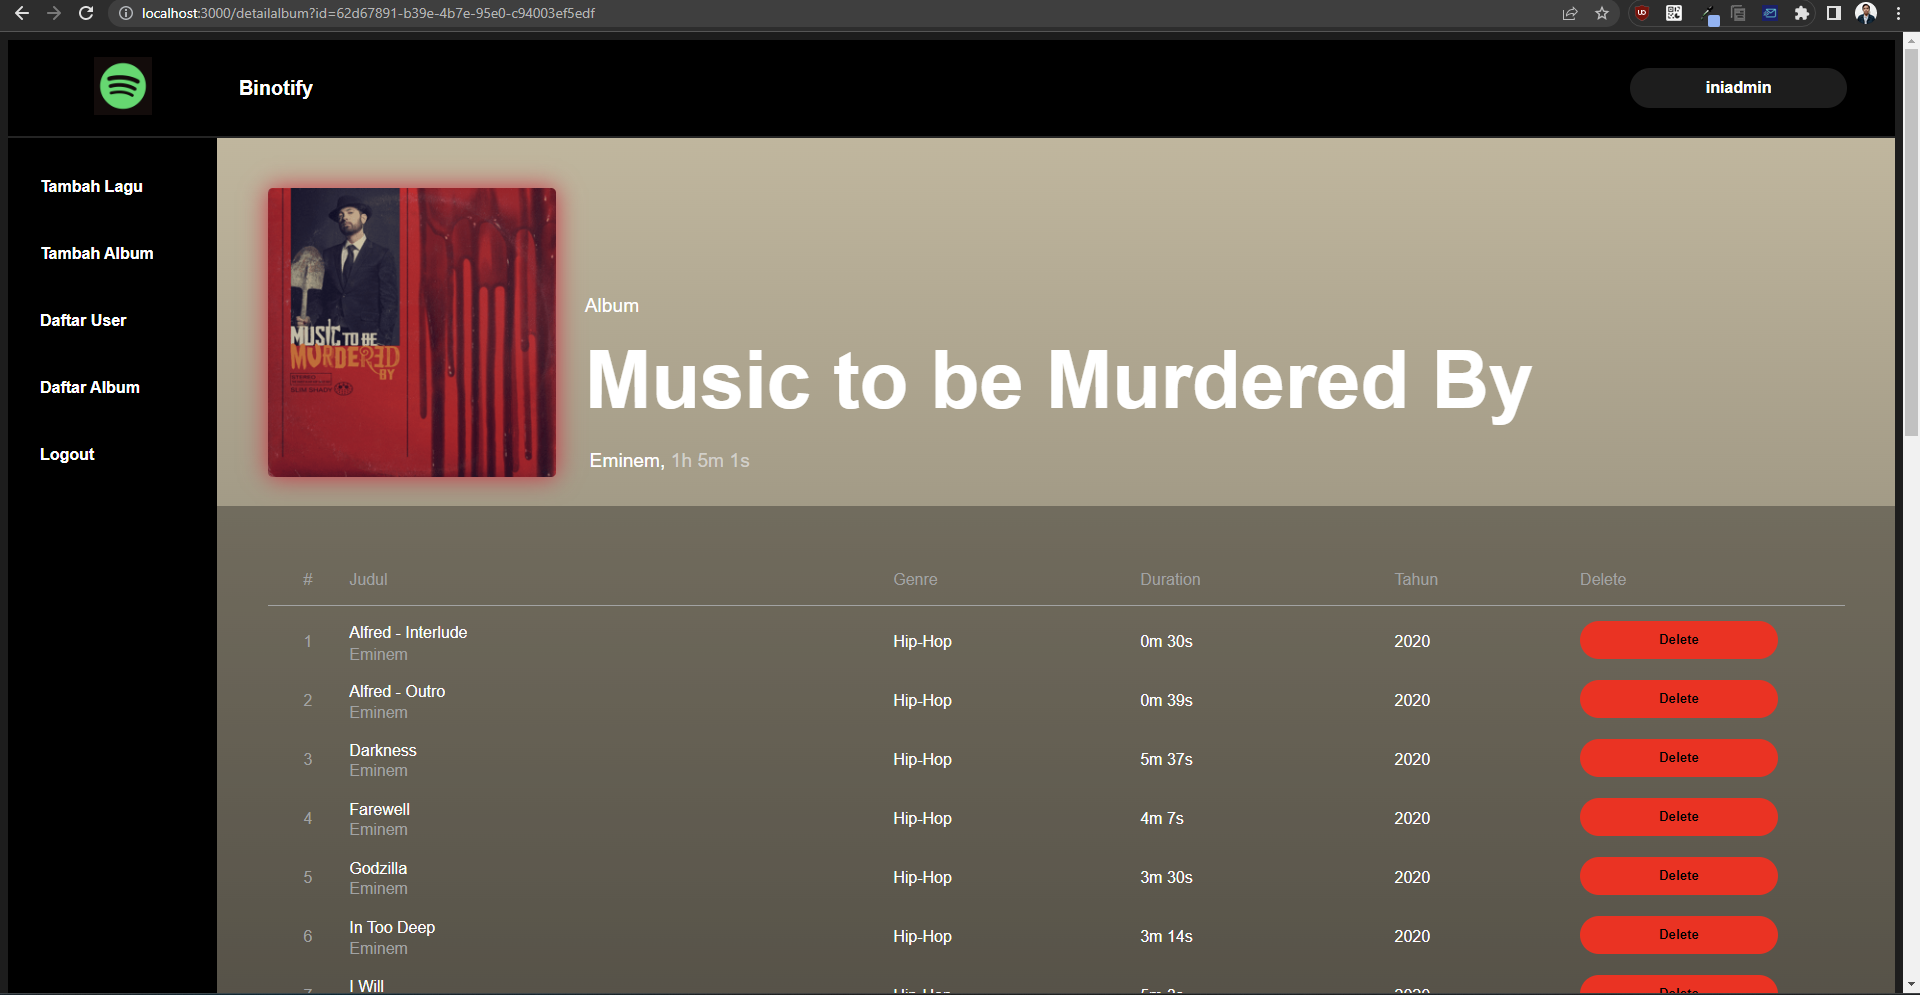 localhost:3000/detailalbum?id=62d67891-b39e-4b7e-95e0-c94003ef5edf
Binotify
iniadmin
Tambah Lagu
Tambah Album
Daftar User
Daftar Album
Logout
MUSIC TO BE
MURDERED
BY
SLIM SHADY
Album
Music to be Murdered By
Eminem, 1h 5m 1s
# Judul Genre Duration Tahun Delete
1 Alfred - Interlude Hip-Hop 0m 30s 2020 Delete
Eminem
2 Alfred - Outro Hip-Hop 0m 39s 2020 Delete
Eminem
3 Darkness Hip-Hop 5m 37s 2020 Delete
Eminem
4 Farewell Hip-Hop 4m 7s 2020 Delete
Eminem
5 Godzilla Hip-Hop 3m 30s 2020 Delete
Eminem
6 In Too Deep Hip-Hop 3m 14s 2020 Delete
Eminem
I Will